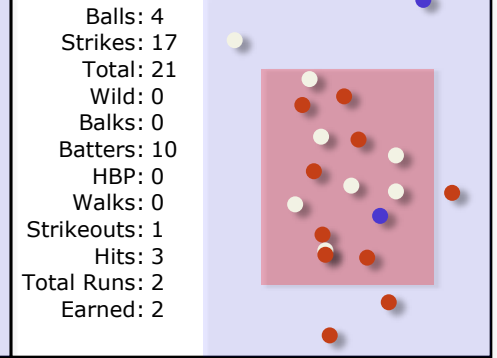 Balls: 4
Strikes: 17
Total: 21
Wild: 0
Balks: 0
Batters: 10
HBP: 0
Walks: 0
Strikeouts: 1
Hits: 3
Total Runs: 2
Earned: 2